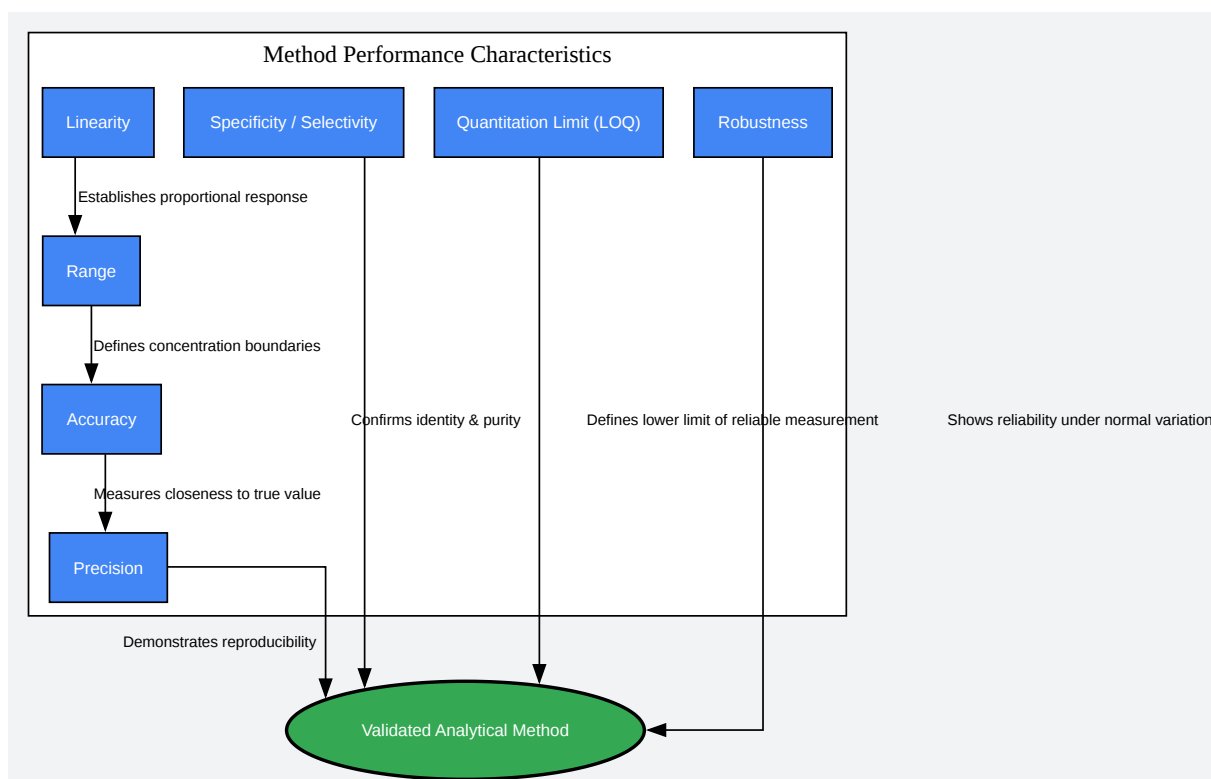 Method Performance Characteristics
Linearity
Specificity / Selectivity
Quantitation Limit (LOQ)
Robustness
Establishes proportional response
Range
Defines concentration boundaries
Accuracy
Confirms identity & purity
Defines lower limit of reliable measurement
Shows reliability under normal variation
Measures closeness to true value
Precision
Demonstrates reproducibility
Validated Analytical Method